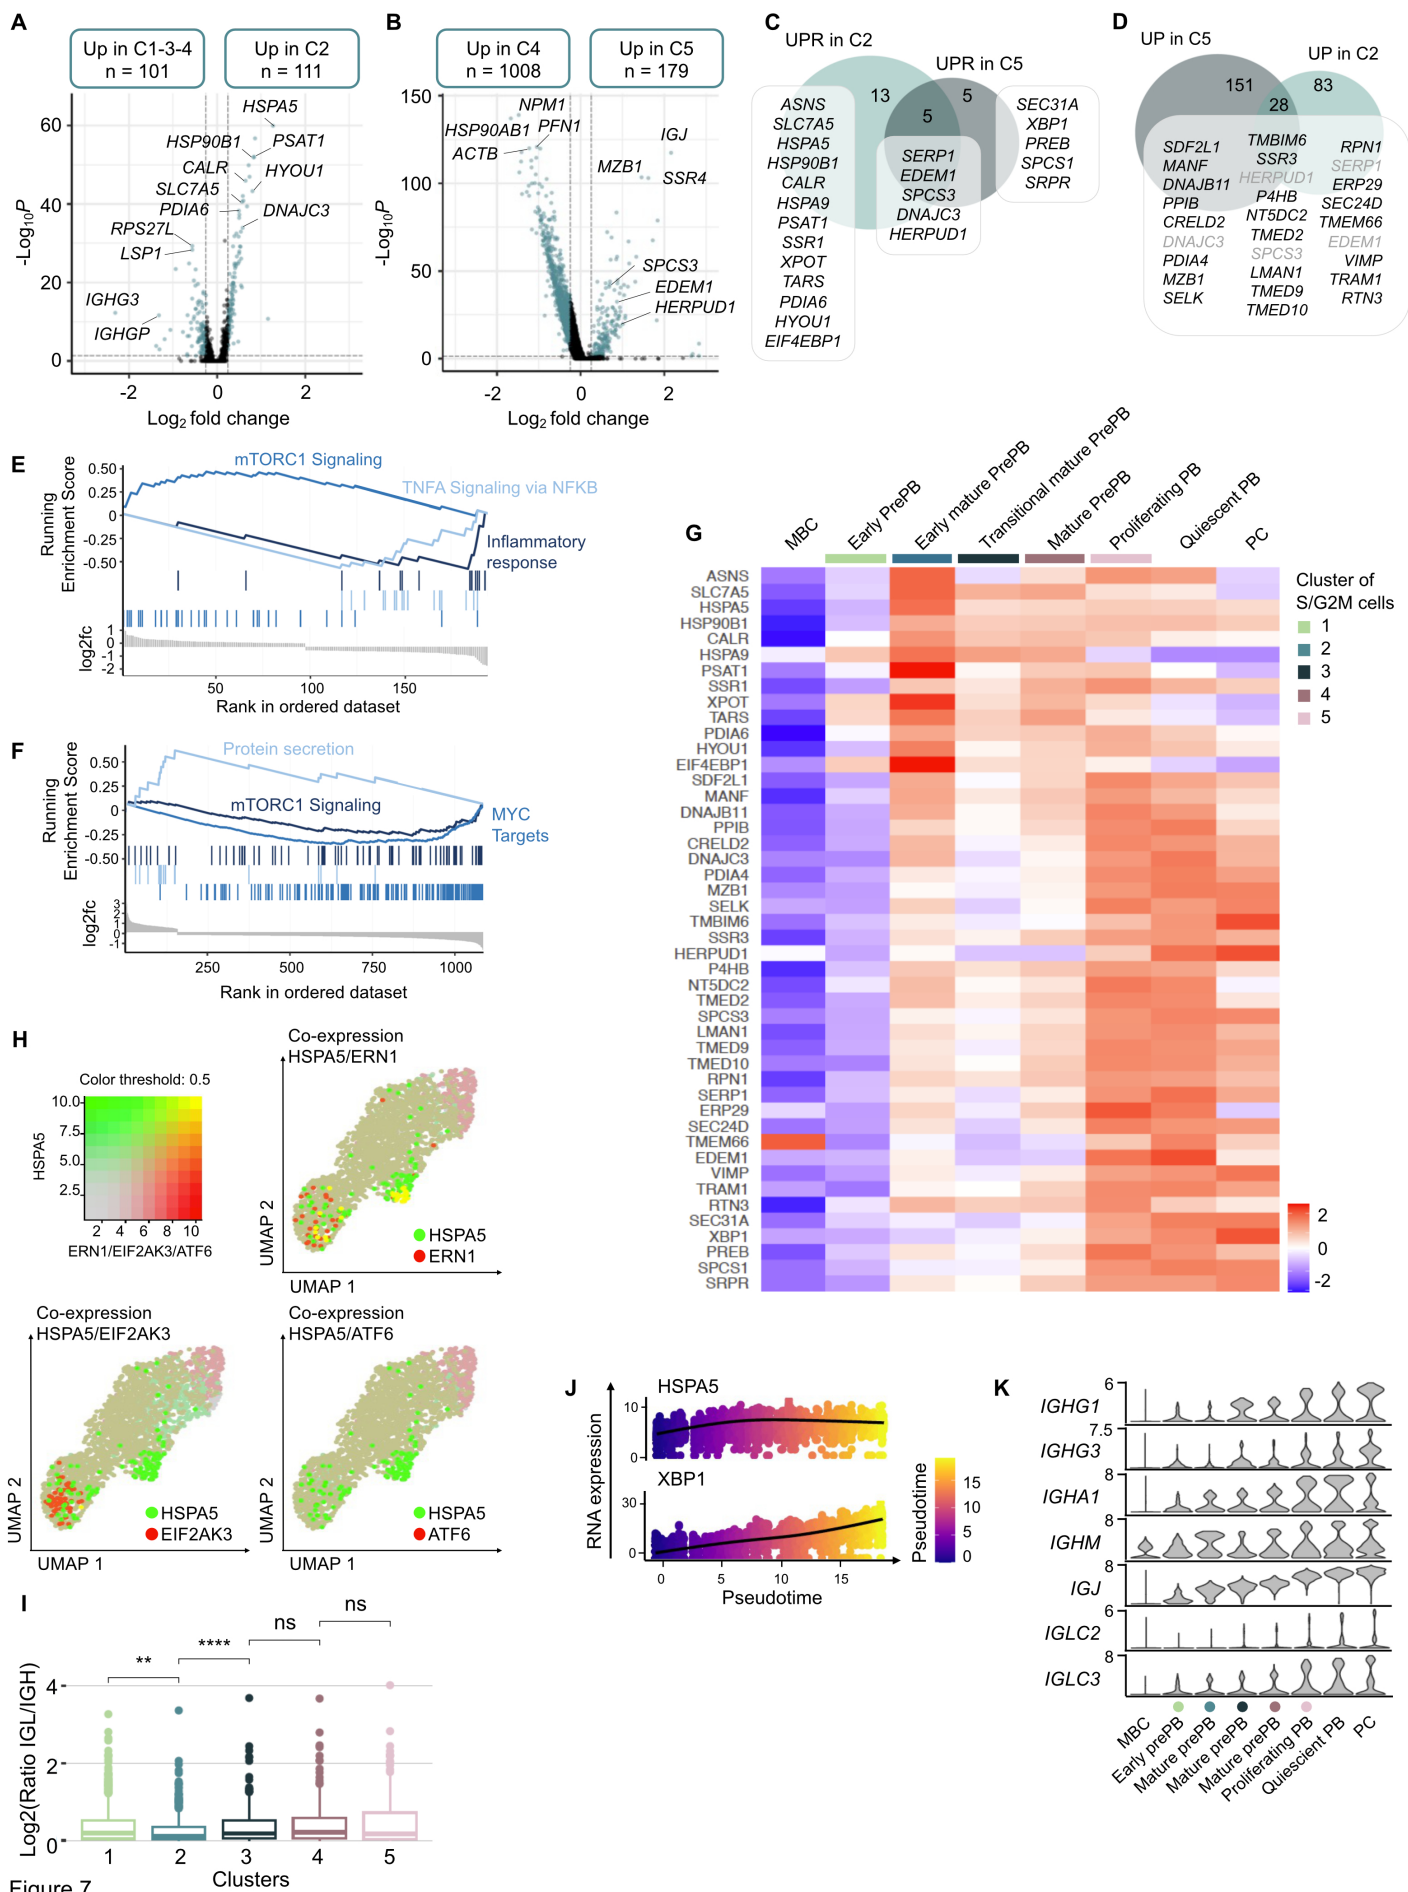 A
Up in C1-3-4
n = 101
Up in C2
n = 111
HSPA5
HSP90B1
PSAT1
CALR
HYOU1
SLC7A5
PDIA6
DNAJC3
RPS27L
LSP1
IGHG3
IGHGP
60
40
20
0
-Log10P
-2
0
2
Log2 fold change
B
Up in C4
n = 1008
Up in C5
n = 179
NPM1
HSP90AB1
PFN1
ACTB
IGJ
MZB1
SSR4
SPCS3
EDEM1
HERPUD1
150
100
50
0
-Log10P
-2
0
2
Log2 fold change
C
UPR in C2
UPR in C5
13
5
5
ASNS
SLC7A5
HSPA5
HSP90B1
CALR
HSPA9
PSAT1
SSR1
XPOT
TARS
PDIA6
HYOU1
EIF4EBP1
SERP1
EDEM1
SPCS3
DNAJC3
HERPUD1
SEC31A
XBP1
PREB
SPCS1
SRPR
D
UP in C5
UP in C2
151
28
83
SDF2L1
MANF
DNAJB11
PPIB
CRELD2
DNAJC3
PDIA4
MZB1
SELK
TMBIM6
SSR3
HERPUD1
P4HB
NT5DC2
TMED2
SPCS3
LMAN1
TMED9
TMED10
RPN1
SERP1
ERP29
SEC24D
TMEM66
EDEM1
VIMP
TRAM1
RTN3
E
mTORC1 Signaling
TNFA Signaling via NFKB
Inflammatory
response
Running
Enrichment Score
0.50
0.25
0
-0.25
-0.50
log2fc
1
0
-1
-2
50
100
150
Rank in ordered dataset
F
Protein secretion
mTORC1 Signaling
MYC
Targets
Running
Enrichment Score
0.50
0.25
0
-0.25
-0.50
log2fc
3
2
1
0
-1
250
500
750
1000
Rank in ordered dataset
G
MBC
Early PrePB
Early mature PrePB
Transitional mature PrePB
Mature PrePB
Proliferating PB
Quiescent PB
PC
ASNS
SLC7A5
HSPA5
HSP90B1
CALR
HSPA9
PSAT1
SSR1
XPOT
TARS
PDIA6
HYOU1
EIF4EBP1
SDF2L1
MANF
DNAJB11
PPIB
CRELD2
DNAJC3
PDIA4
MZB1
SELK
TMBIM6
SSR3
HERPUD1
P4HB
NT5DC2
TMED2
SPCS3
LMAN1
TMED9
TMED10
RPN1
SERP1
ERP29
SEC24D
TMEM66
EDEM1
VIMP
TRAM1
RTN3
SEC31A
XBP1
PREB
SPCS1
SRPR
Cluster of
S/G2M cells
1
2
3
4
5
2
0
-2
H
Color threshold: 0.5
HSPA5
10.0
7.5
5.0
2.5
2 4 6 8 10
ERN1/EIF2AK3/ATF6
Co-expression
HSPA5/ERN1
HSPA5
ERN1
UMAP 2
UMAP 1
Co-expression
HSPA5/EIF2AK3
HSPA5
EIF2AK3
UMAP 2
UMAP 1
Co-expression
HSPA5/ATF6
HSPA5
ATF6
UMAP 2
UMAP 1
I
ns
ns
****
**
Log2(Ratio IGL/IGH)
4
2
0
1 2 3 4 5
Clusters
J
HSPA5
10
0
XBP1
30
0
RNA expression
0 5 10 15
Pseudotime
Pseudotime
15
10
5
0
K
IGHG1
6
IGHG3
7.5
IGHA1
8
IGHM
8
IGJ
8
IGLC2
6
IGLC3
8
MBC
Early prePB
Mature prePB
Mature prePB
Mature prePB
Proliferating PB
Quiescient PB
PC
Figure 7